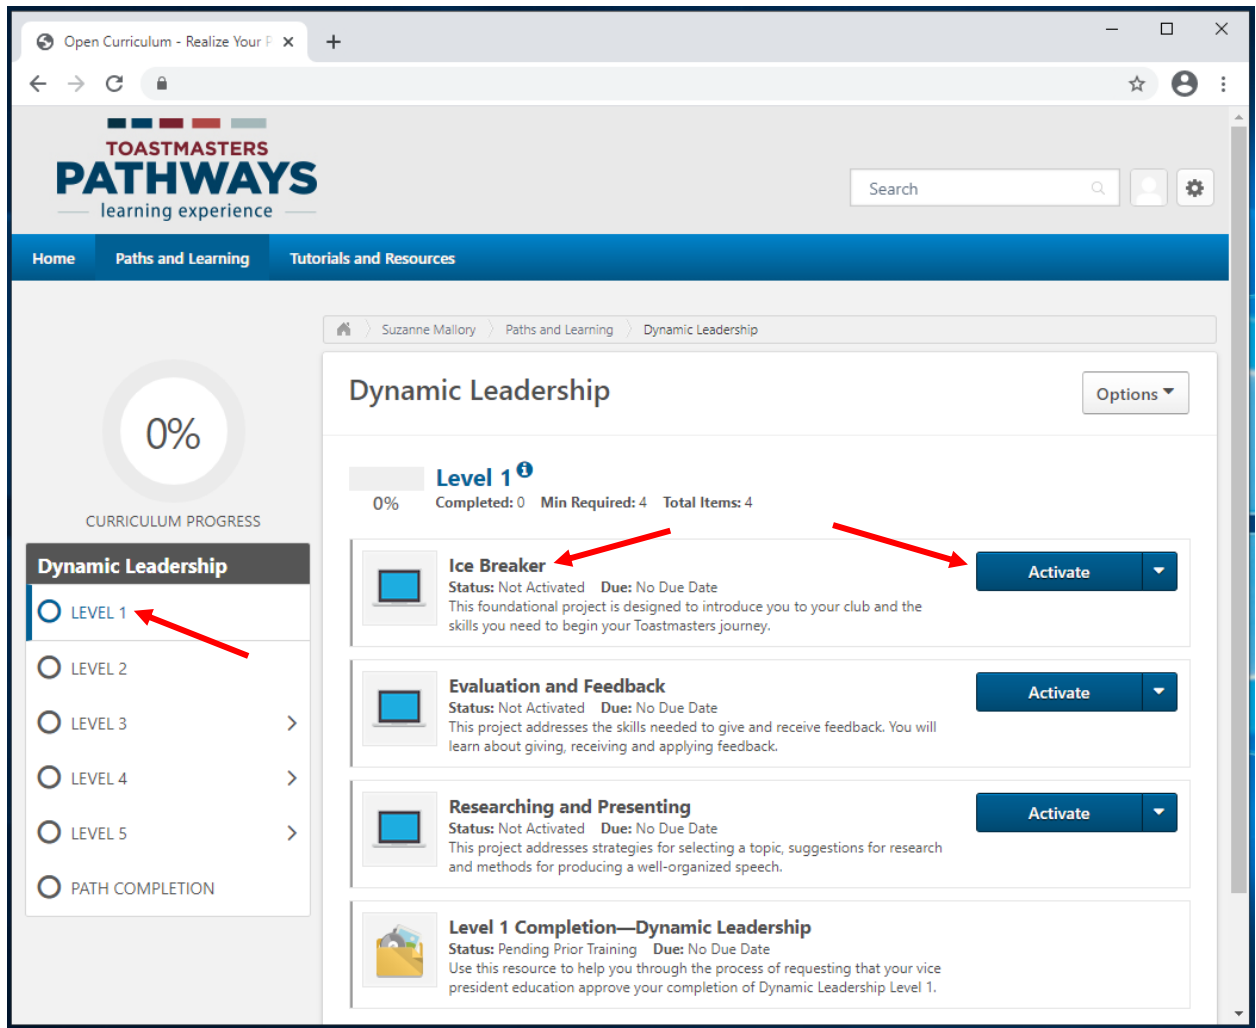 Open Curriculum - Realize Your P
TOASTMASTERS
PATHWAYS
learning experience
Search
Home Paths and Learning Tutorials and Resources
Suzanne Mallory Paths and Learning Dynamic Leadership
0%
CURRICULUM PROGRESS
Dynamic Leadership
LEVEL 1
LEVEL 2
LEVEL 3
LEVEL 4
LEVEL 5
PATH COMPLETION
Dynamic Leadership
Options
Level 1
0% Completed: 0 Min Required: 4 Total Items: 4
Ice Breaker
Status: Not Activated Due: No Due Date
This foundational project is designed to introduce you to your club and the
skills you need to begin your Toastmasters journey.
Activate
Evaluation and Feedback
Status: Not Activated Due: No Due Date
This project addresses the skills needed to give and receive feedback. You will
learn about giving, receiving and applying feedback.
Activate
Researching and Presenting
Status: Not Activated Due: No Due Date
This project addresses strategies for selecting a topic, suggestions for research
and methods for producing a well-organized speech.
Activate
Level 1 Completion—Dynamic Leadership
Status: Pending Prior Training Due: No Due Date
Use this resource to help you through the process of requesting that your vice
president education approve your completion of Dynamic Leadership Level 1.